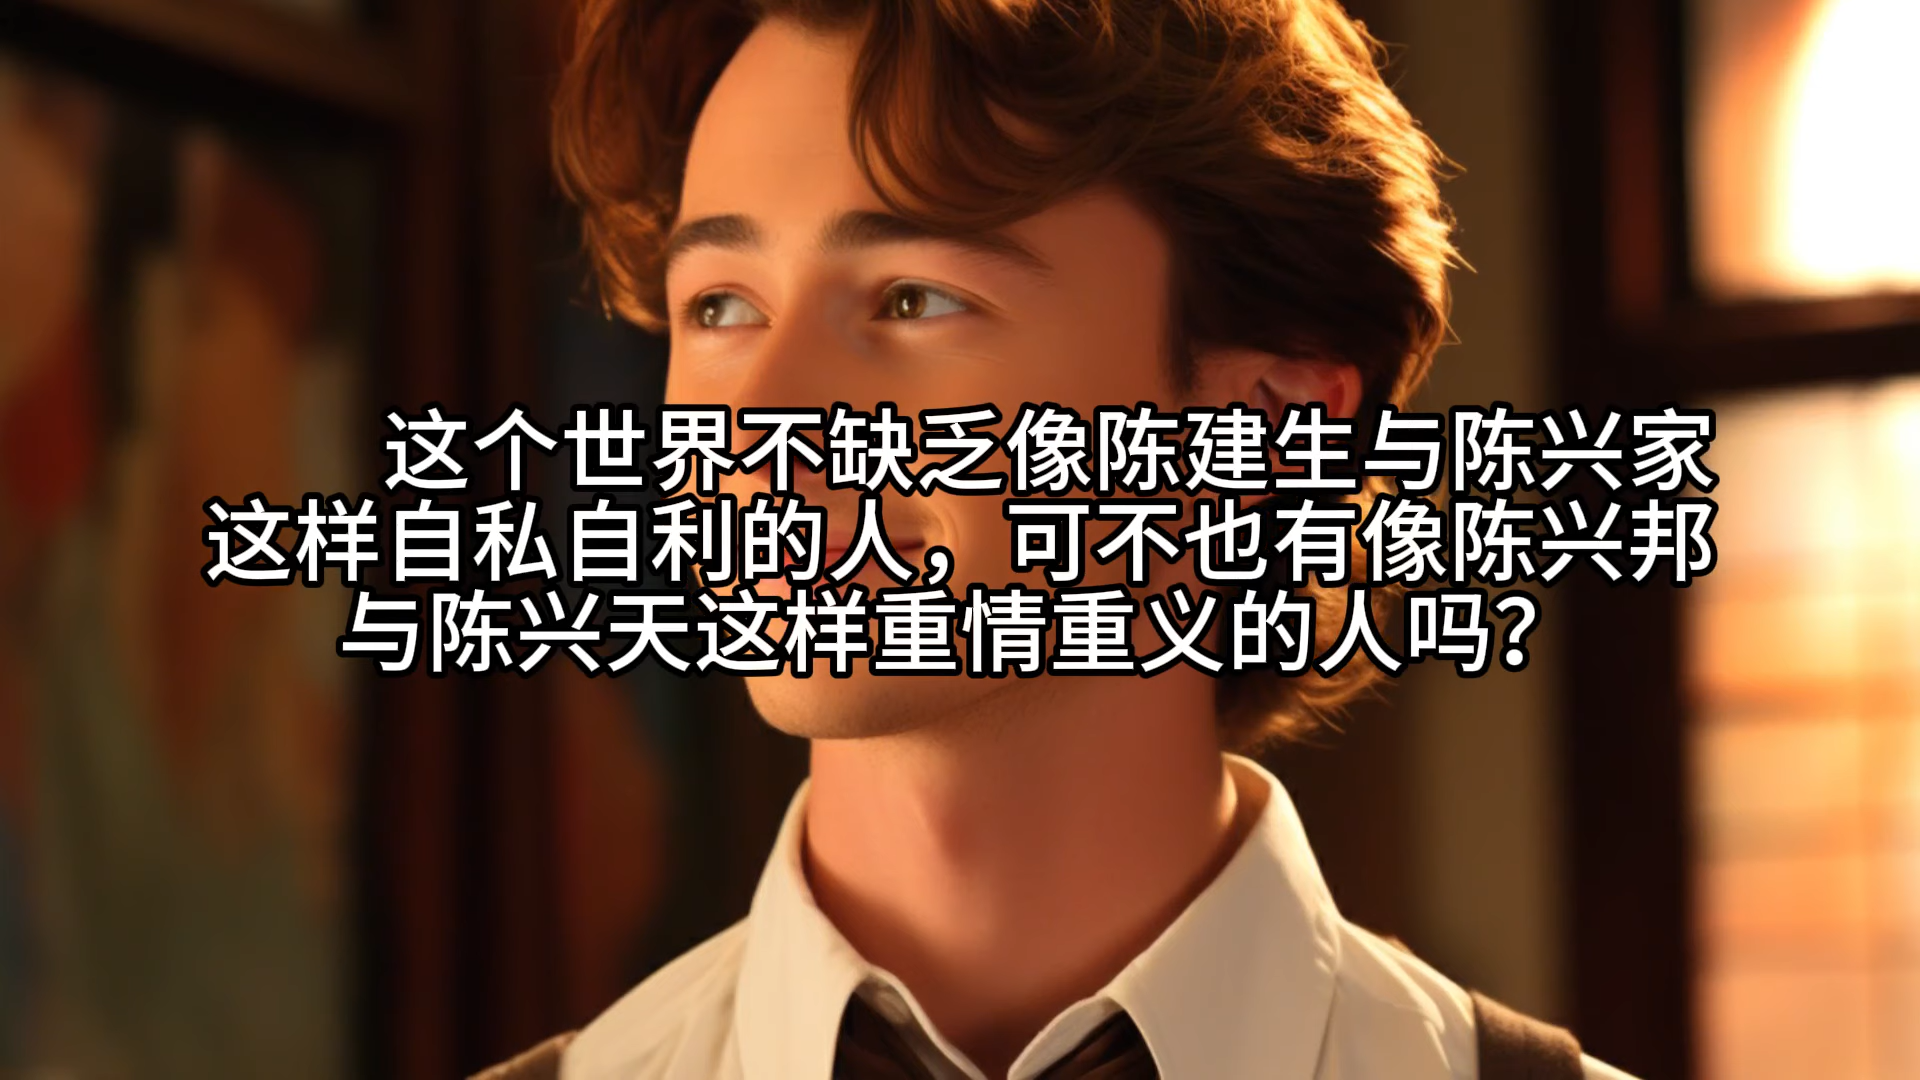 这个世界不缺乏像陈建生与陈兴家
这样自私自利的人，可不也有像陈兴邦
与陈兴天这样重情重义的人吗？